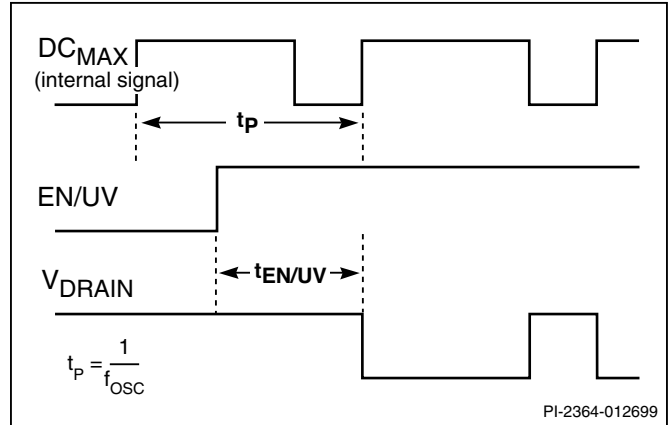 DCMAX
(internal signal)
tP
EN/UV
tEN/UV
VDRAIN
tP = 1
fOSC
PI-2364-012699